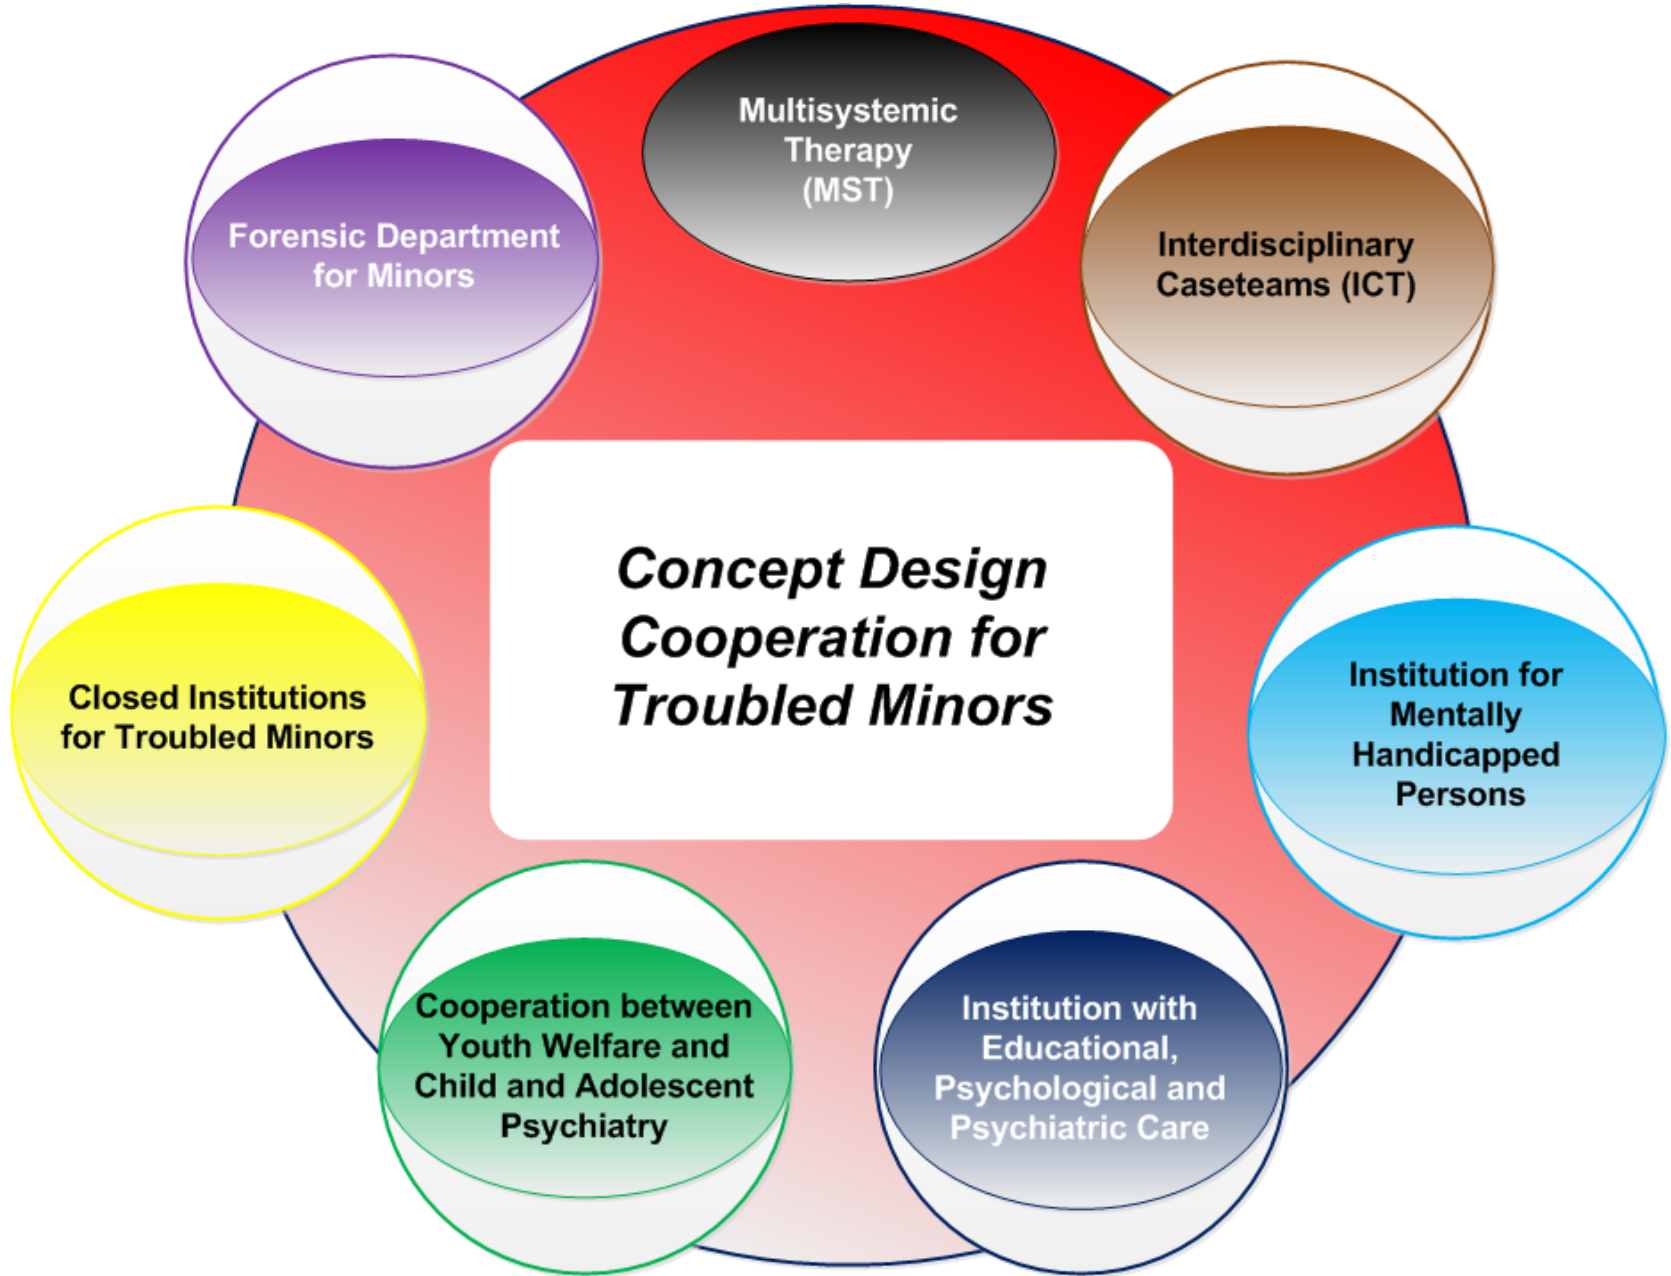 Multisystemic
Therapy
(MST)
Forensic Department
for Minors
Interdisciplinary
Caseteams (ICT)
Concept Design
Cooperation for
Troubled Minors
Closed Institutions
for Troubled Minors
Institution for
Mentally
Handicapped
Persons
Cooperation between
Youth Welfare and
Child and Adolescent
Psychiatry
Institution with
Educational,
Psychological and
Psychiatric Care